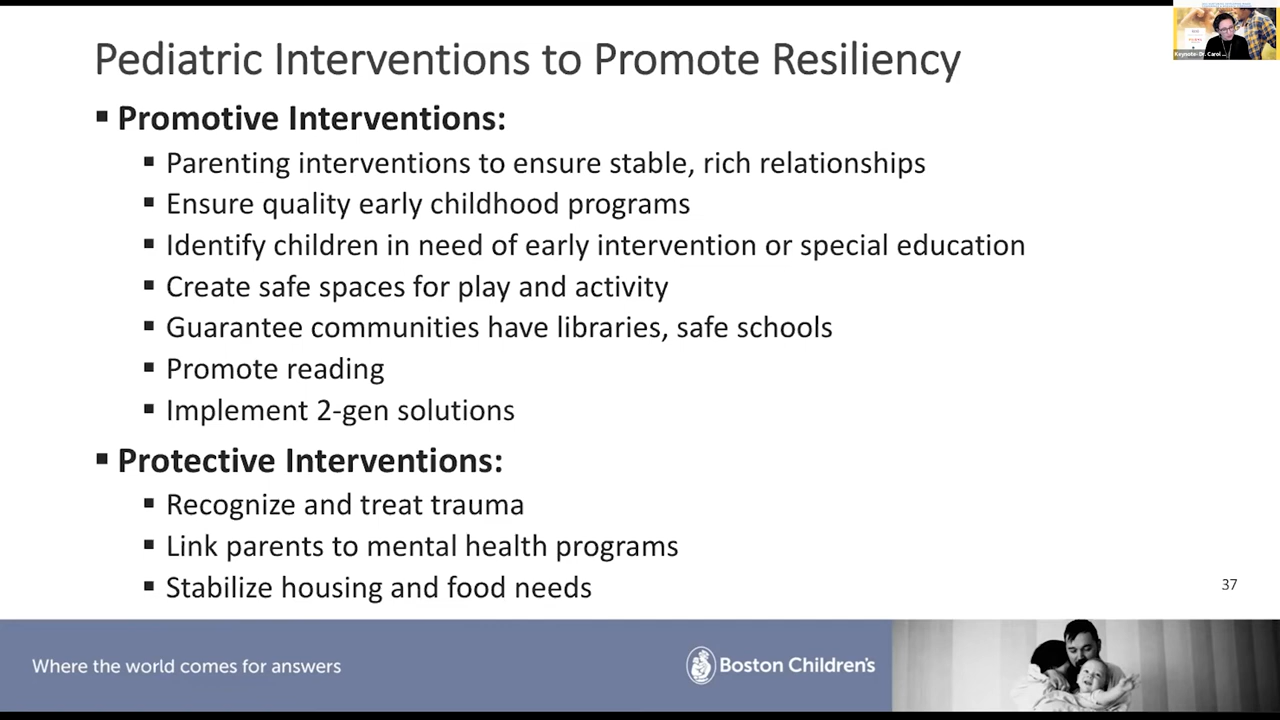 Pediatric Interventions to Promote Resiliency
Promotive Interventions:
Parenting interventions to ensure stable, rich relationships
Ensure quality early childhood programs
Identify children in need of early intervention or special education
Create safe spaces for play and activity
Guarantee communities have libraries, safe schools
Promote reading
Implement 2-gen solutions
Protective Interventions:
Recognize and treat trauma
Link parents to mental health programs
Stabilize housing and food needs
37
Where the world comes for answers
Boston Children's
Keynote- Dr. Carol ...